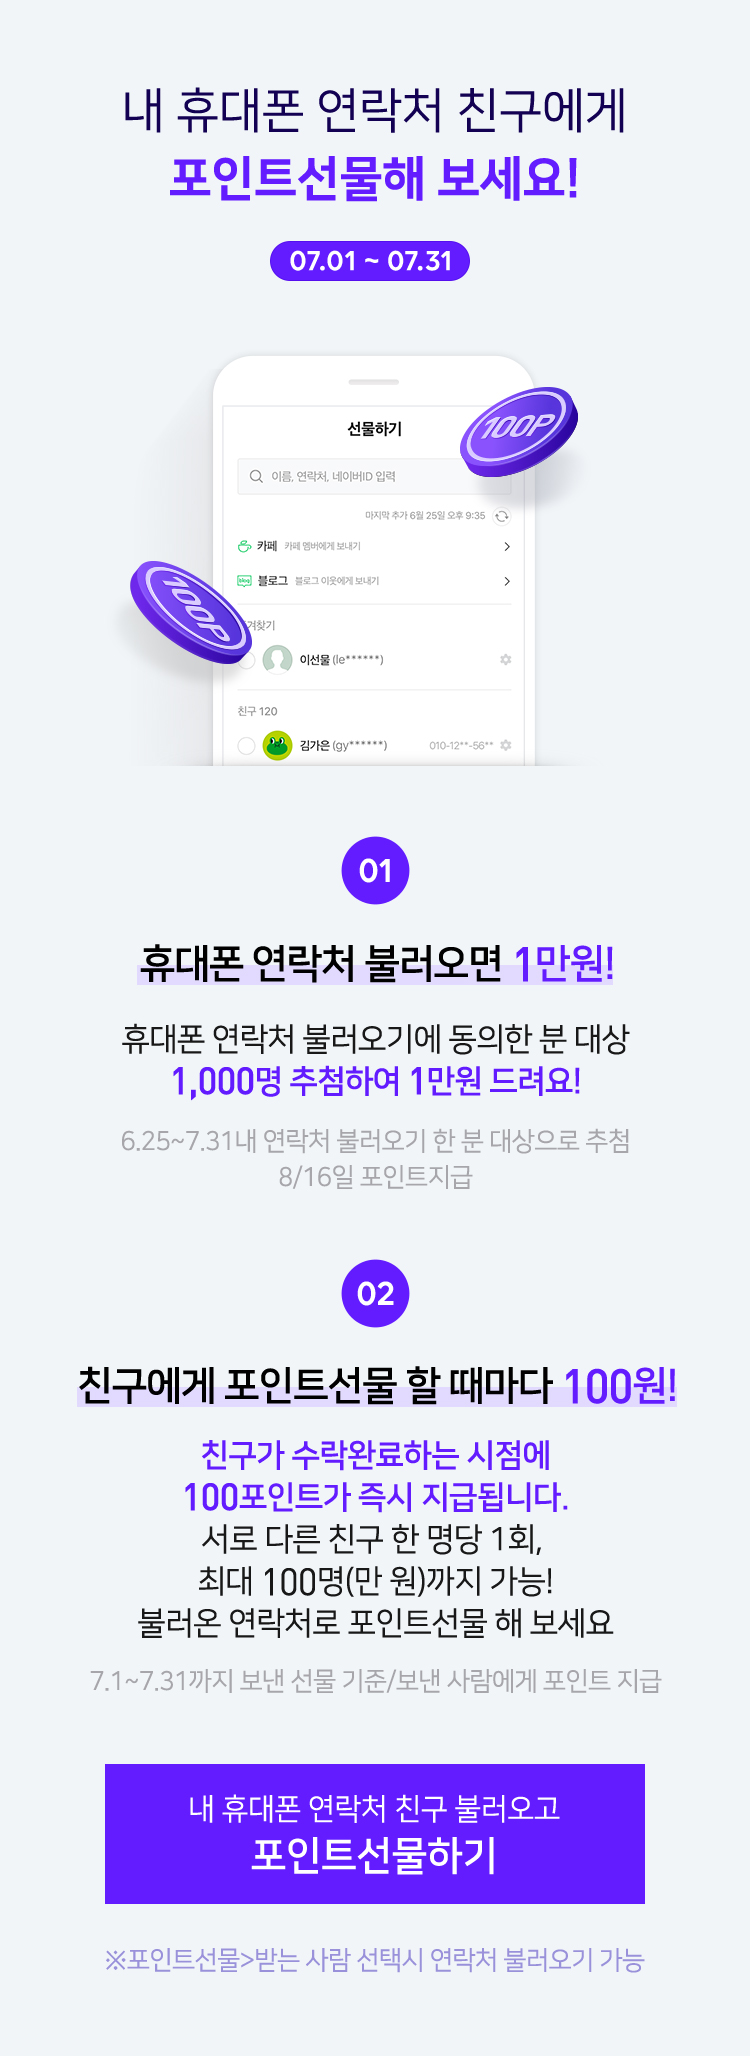 내 휴대폰 연락처 친구에게
포인트선물해 보세요!
07.01 ~ 07.31
선물하기
100P
이름, 연락처, 네이버ID 입력
마지막 추가 6월 25일 오후 9:35
카페 카페 멤버에게 보내기
blog 블로그 블로그 이웃에게 보내기
100P
겨찾기
이선물 (le******)
친구 120
김가은 (gy******) 010-12**-56**
01
휴대폰 연락처 불러오면 1만원!
휴대폰 연락처 불러오기에 동의한 분 대상
1,000명 추첨하여 1만원 드려요!
6.25~7.31내 연락처 불러오기 한 분 대상으로 추첨
8/16일 포인트지급
02
친구에게 포인트선물 할 때마다 100원!
친구가 수락완료하는 시점에
100포인트가 즉시 지급됩니다.
서로 다른 친구 한 명당 1회,
최대 100명(만 원)까지 가능!
불러온 연락처로 포인트선물 해 보세요
7.1~7.31까지 보낸 선물 기준/보낸 사람에게 포인트 지급
내 휴대폰 연락처 친구 불러오고
포인트선물하기
※포인트선물>받는 사람 선택시 연락처 불러오기 가능